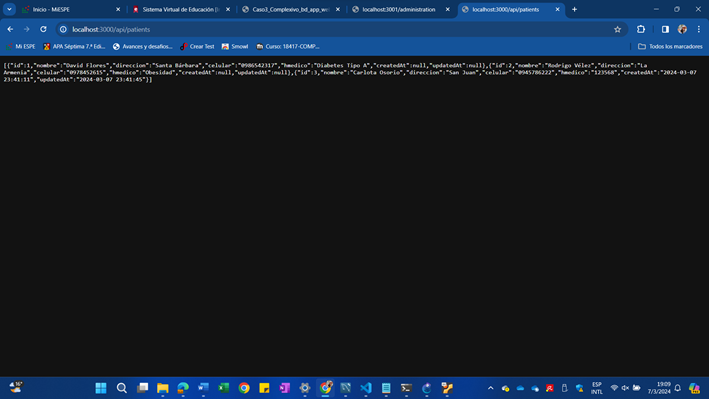 Inicio - MiESPE
Sistema Virtual de Educación (
Caso3_Complexivo_bd_app_we
localhost:3001/administration
localhost:3000/api/patients
localhost:3000/api/patients
Mi ESPE
APA Séptima 7.ª Edi...
Avances y desafíos...
Crear Test
Smowl
Curso: 18417-COMP...
Todos los marcadores
[{"id":1,"nombre":"David Flores","direccion":"Santa Bárbara","celular":"0986542317","hmedico":"Diabetes Tipo A","createdAt":null,"updatedAt":null},{"id":2,"nombre":"Rodrigo Vélez","direccion":"La
Armenia","celular":"0978452615","hmedico":"Obesidad","createdAt":null,"updatedAt":null},{"id":3,"nombre":"Carlota Osorio","direccion":"San Juan","celular":"0945786222","hmedico":"123568","createdAt":"2024-03-07
23:41:11","updatedAt":"2024-03-07 23:41:45"}]
16°
ESP
INTL
19:09
7/3/2024